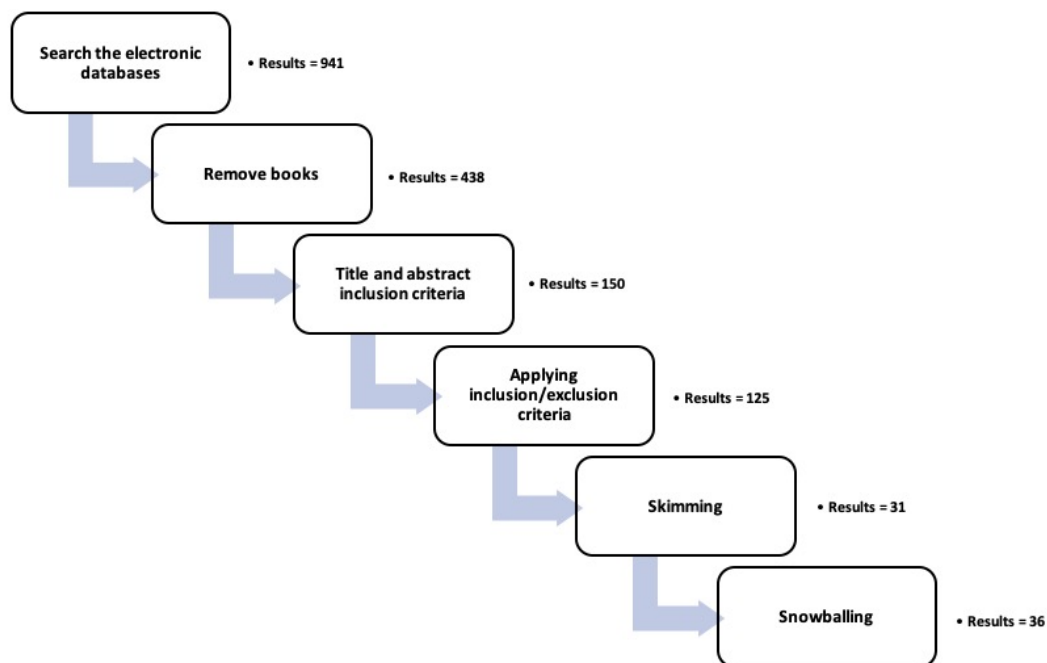 Search the electronic
databases
• Results = 941
Remove books
• Results = 438
Title and abstract
inclusion criteria
• Results = 150
Applying
inclusion/exclusion
criteria
• Results = 125
Skimming
• Results = 31
Snowballing
• Results = 36